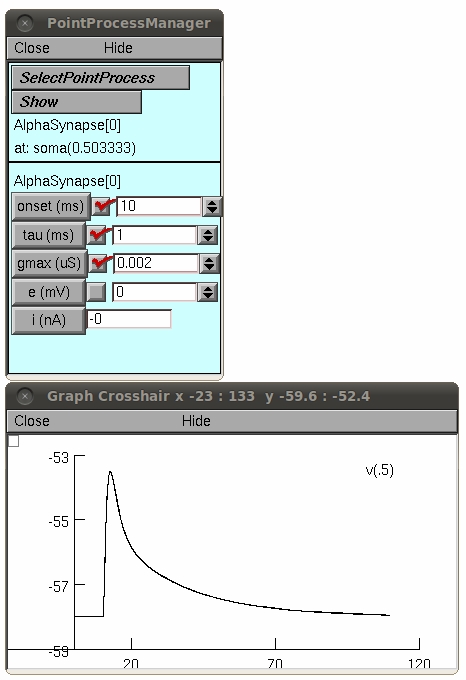 PointProcessManager
Close Hide
SelectPointProcess
Show
AlphaSynapse[0]
at: soma(0.503333)
AlphaSynapse[0]
onset (ms) 10
tau (ms) 1
gmax (uS) 0.002
e (mV) 0
i (nA) -0
Graph Crosshair x -23 : 133 y -59.6 : -52.4
Close Hide
-53
v(.5)
-55
-57
-59
20 70 120